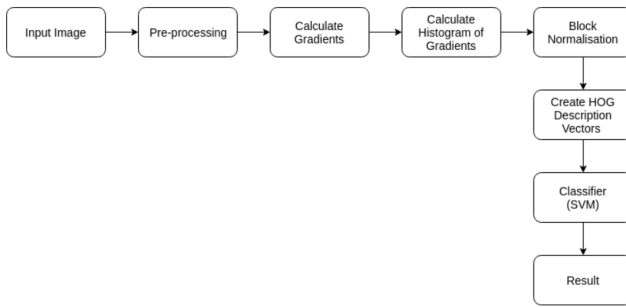 Input Image
Pre-processing
Calculate
Gradients
Calculate
Histogram of
Gradients
Block
Normalisation
Create HOG
Description
Vectors
Classifier
(SVM)
Result